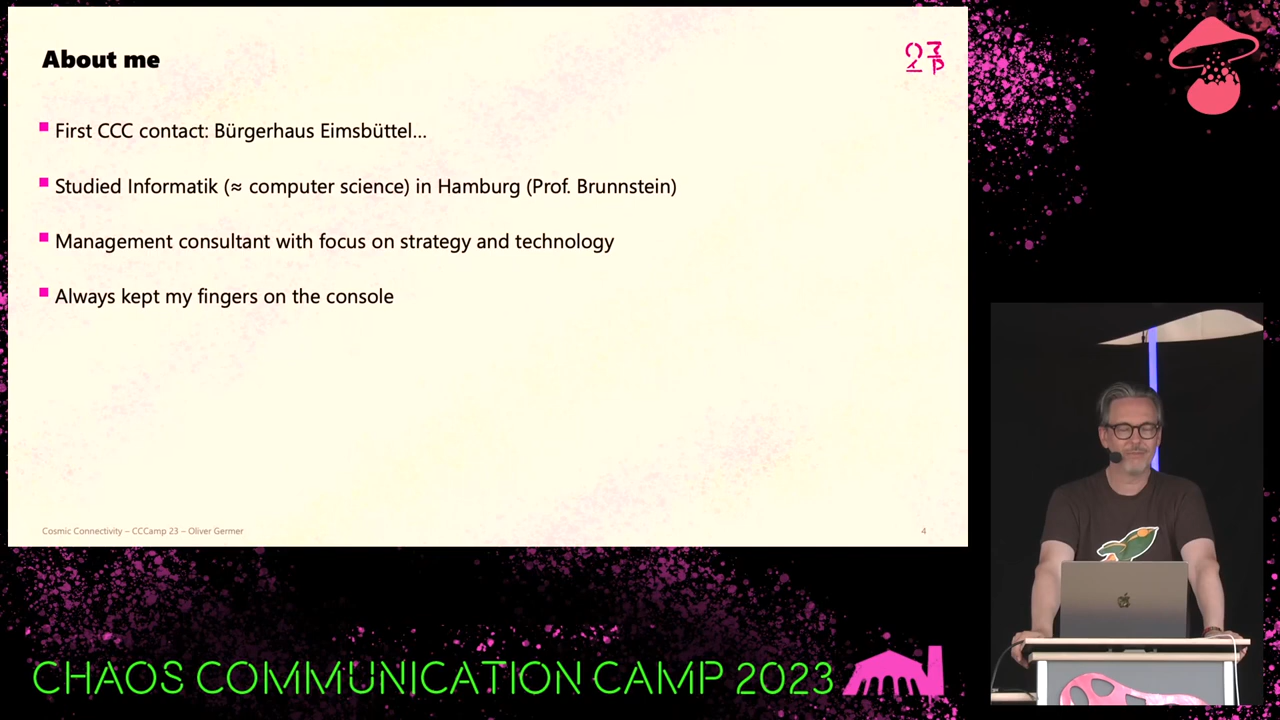 About me
First CCC contact: Bürgerhaus Eimsbüttel...
Studied Informatik (≈ computer science) in Hamburg (Prof. Brunnstein)
Management consultant with focus on strategy and technology
Always kept my fingers on the console
Cosmic Connectivity – CCCamp 23 – Oliver Germer
4
CHAOS COMMUNICATION CAMP 2023